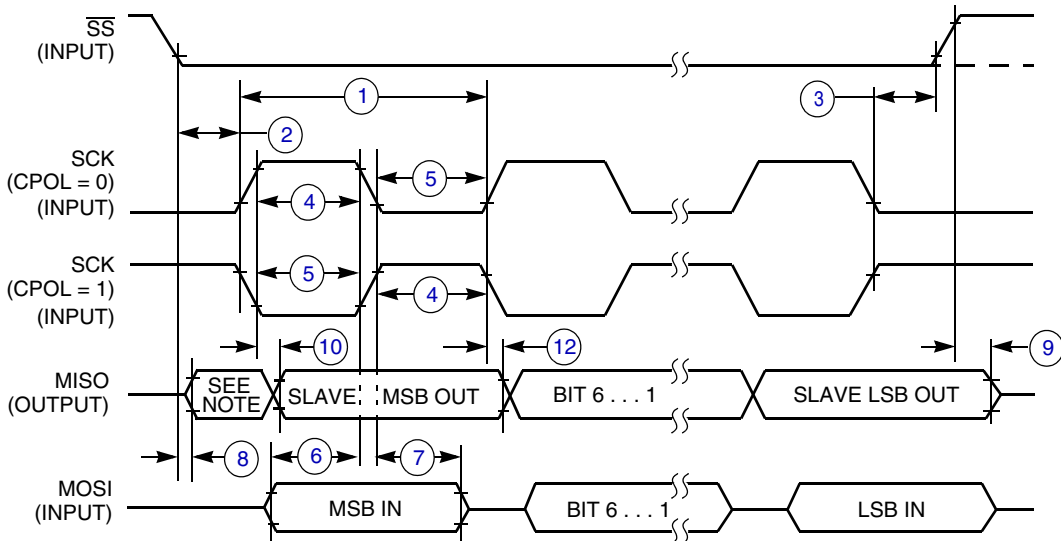 SS
(INPUT)
1
3
2
SCK
(CPOL = 0)
(INPUT)
5
4
SCK
(CPOL = 1)
(INPUT)
5
4
10
12
9
MISO
(OUTPUT)
SEE
NOTE
SLAVE
MSB OUT
BIT 6 . . . 1
SLAVE LSB OUT
8
6
7
MOSI
(INPUT)
MSB IN
BIT 6 . . . 1
LSB IN